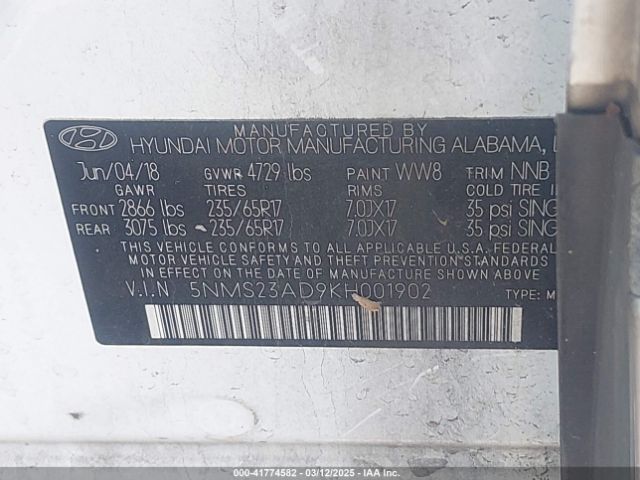 MANUFACTURED BY
HYUNDAI MOTOR MANUFACTURING ALABAMA,
Jun/04/18 GVWR 4729 lbs PAINT WW8 TRIM NNB
GAWR TIRES RIMS COLD TIRE
FRONT 2866 lbs 235/65R17 7.0JX17 35 psi SING
REAR 3075 lbs 235/65R17 7.0JX17 35 psi SING
THIS VEHICLE CONFORMS TO ALL APPLICABLE U.S.A. FEDERAL
MOTOR VEHICLE SAFETY AND THEFT PREVENTION STANDARDS
IN EFFECT ON THE DATE OF MANUFACTURE SHOWN ABOVE.
V.I.N 5NMS23AD9KH001902 TYPE: M
000-41774582 — 03/12/2025 — IAA Inc.